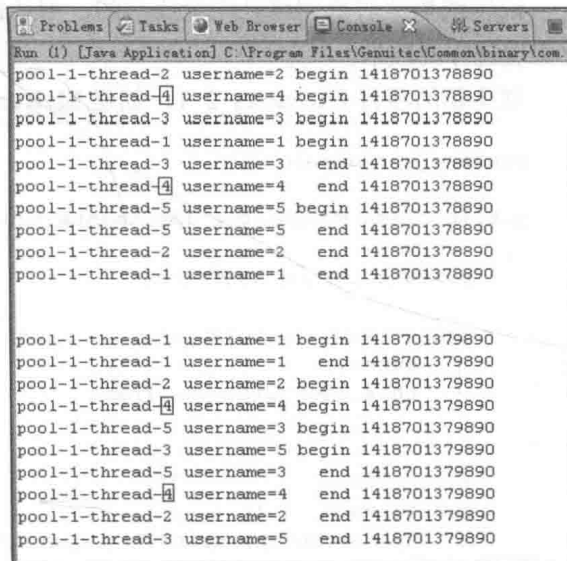 Problems Tasks Web Browser Console Servers
Run (1) [Java Application] C:\Program Files\Genuitec\Common\binary\com.
pool-1-thread-2 username=2 begin 1418701378890
pool-1-thread-4 username=4 begin 1418701378890
pool-1-thread-3 username=3 begin 1418701378890
pool-1-thread-1 username=1 begin 1418701378890
pool-1-thread-3 username=3 end 1418701378890
pool-1-thread-4 username=4 end 1418701378890
pool-1-thread-5 username=5 begin 1418701378890
pool-1-thread-5 username=5 end 1418701378890
pool-1-thread-2 username=2 end 1418701378890
pool-1-thread-1 username=1 end 1418701378890
pool-1-thread-1 username=1 begin 1418701379890
pool-1-thread-1 username=1 end 1418701379890
pool-1-thread-2 username=2 begin 1418701379890
pool-1-thread-4 username=4 begin 1418701379890
pool-1-thread-5 username=3 begin 1418701379890
pool-1-thread-3 username=5 begin 1418701379890
pool-1-thread-5 username=3 end 1418701379890
pool-1-thread-4 username=4 end 1418701379890
pool-1-thread-2 username=2 end 1418701379890
pool-1-thread-3 username=5 end 1418701379890